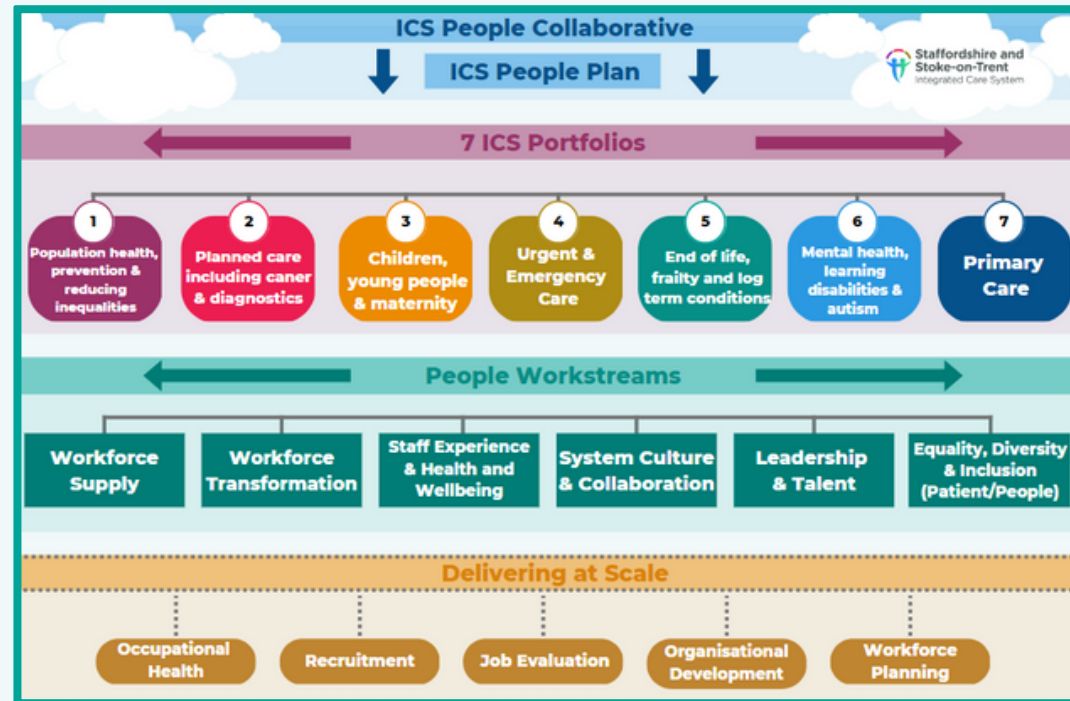 ICS People Collaborative
ICS People Plan
Staffordshire and
Stoke-on-Trent
Integrated Care System
7 ICS Portfolios
1
Population health,
prevention &
reducing
inequalities
2
Planned care
including caner
& diagnostics
3
Children,
young people
& maternity
4
Urgent &
Emergency
Care
5
End of life,
frailty and log
term conditions
6
Mental health,
learning
disabilities &
autism
7
Primary
Care
People Workstreams
Workforce
Supply
Workforce
Transformation
Staff Experience
& Health and
Wellbeing
System Culture
& Collaboration
Leadership
& Talent
Equality, Diversity
& Inclusion
(Patient/People)
Delivering at Scale
Occupational
Health
Recruitment
Job Evaluation
Organisational
Development
Workforce
Planning